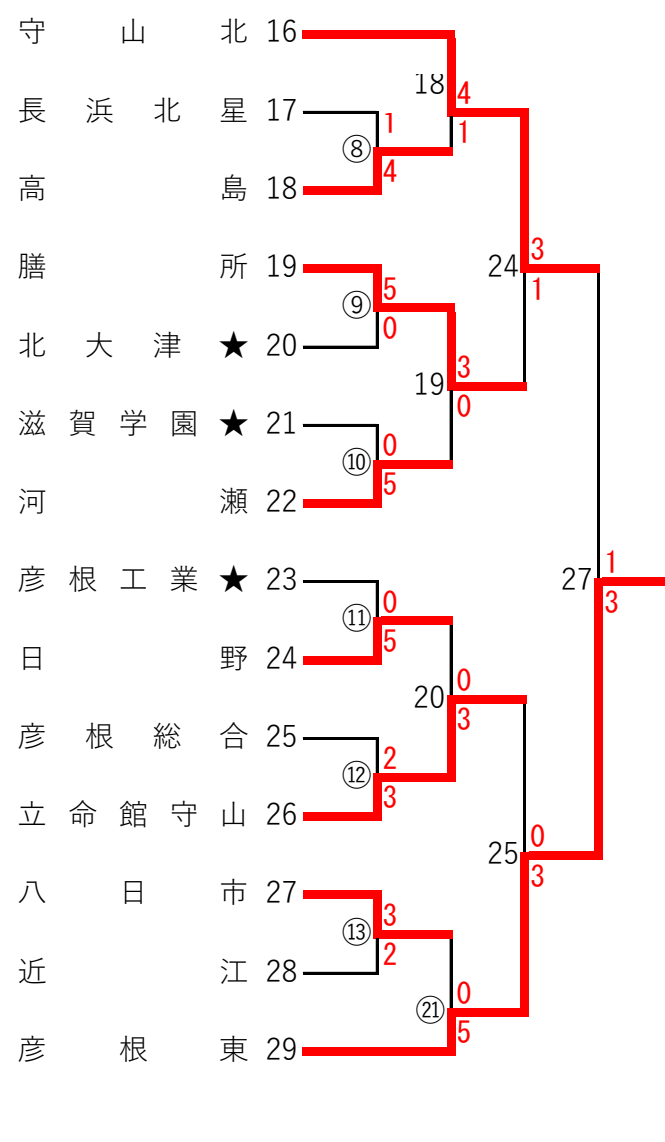 守山北 16
18
4
長浜北星 17
1
1
⑧
4
高島 18
3
膳所 19
24
5
1
⑨
0
北大津★ 20
3
19
0
滋賀学園★ 21
0
⑩
5
河瀬 22
1
彦根工業★ 23
27
0
3
⑪
5
日野 24
0
20
3
彦根総合 25
2
⑫
3
立命館守山 26
0
25
3
八日市 27
3
⑬
2
近江 28
0
㉑
5
彦根東 29